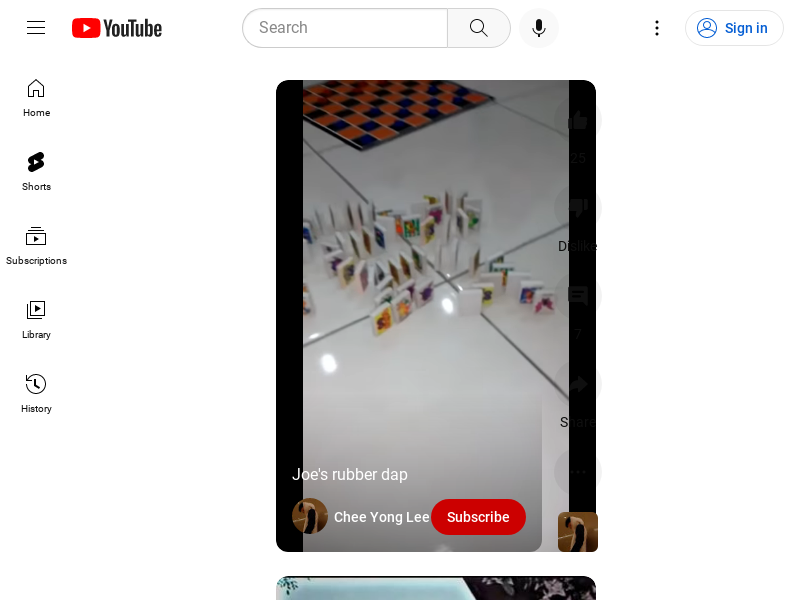 YouTube
Search
Sign in
Home
Shorts
Subscriptions
Library
History
25
Dislike
7
Share
Joe's rubber dap
Chee Yong Lee
Subscribe